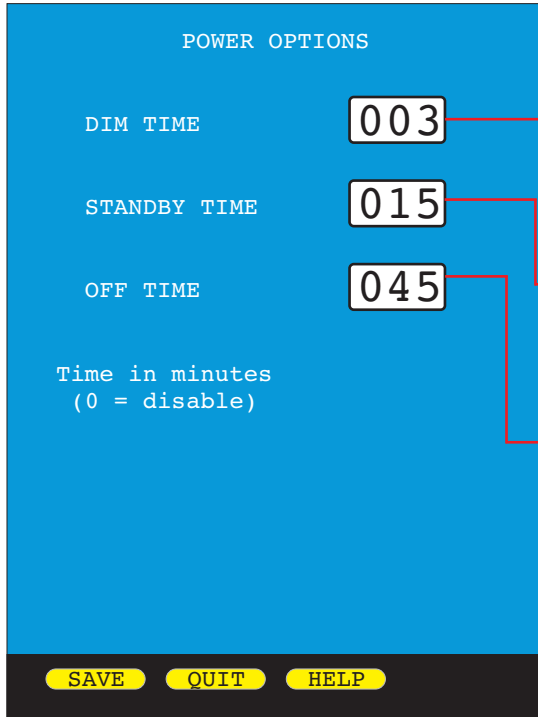 POWER OPTIONS
DIM TIME 003
STANDBY TIME 015
OFF TIME 045
Time in minutes
(0 = disable)
SAVE QUIT HELP